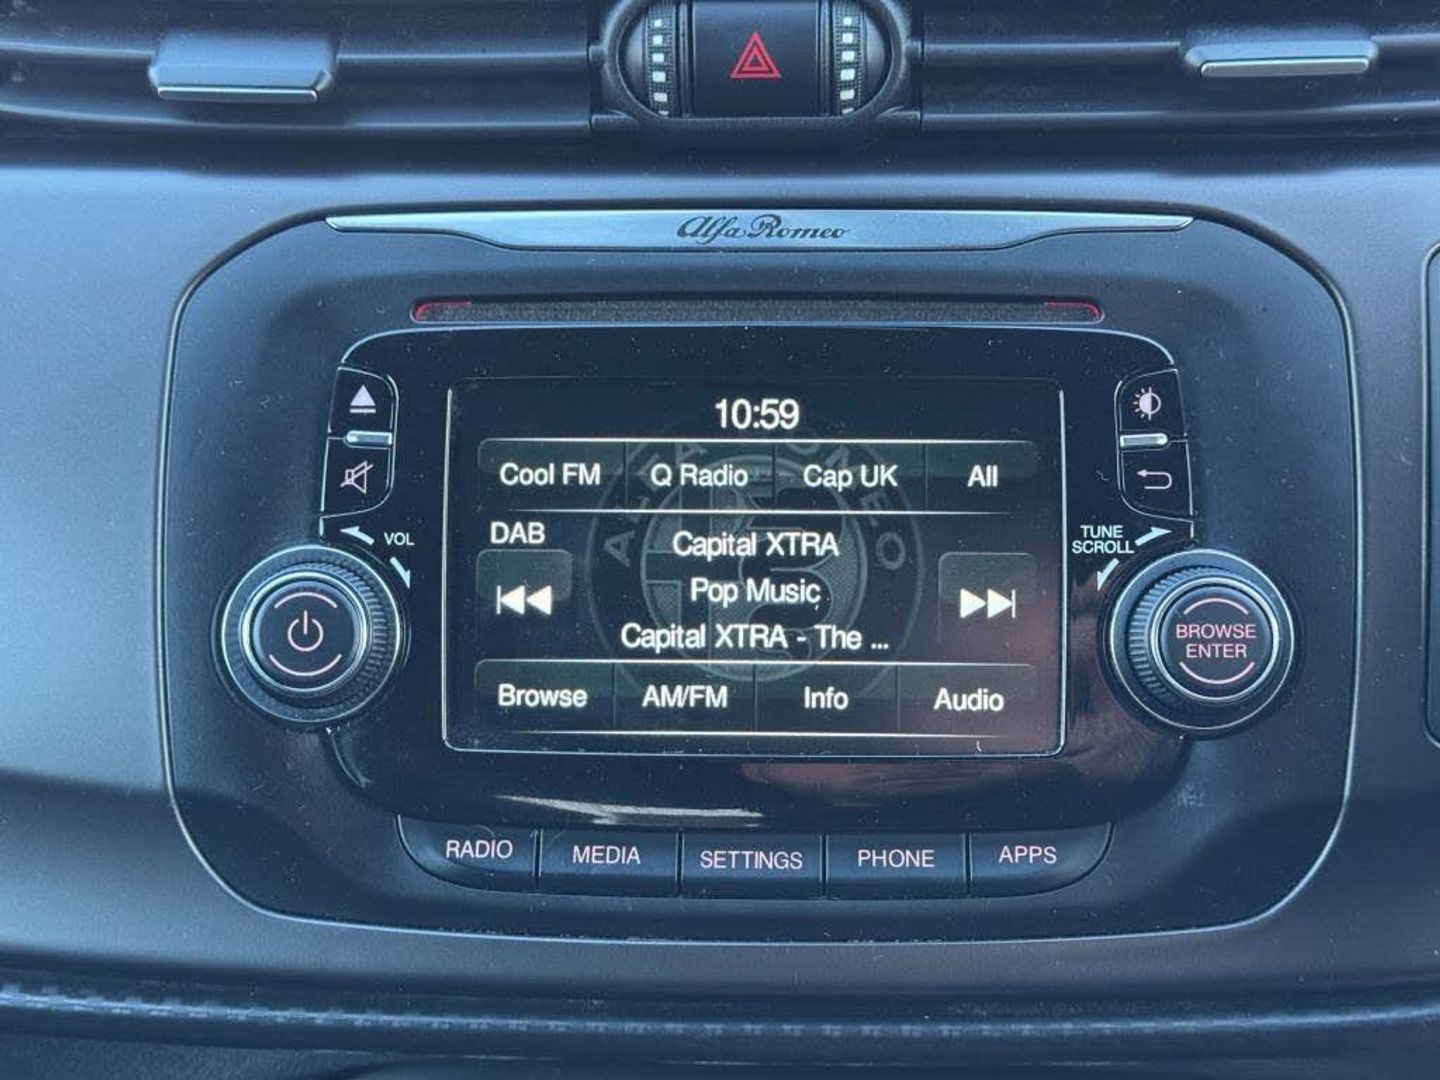 Alfa Romeo
10:59
Cool FM Q Radio Cap UK All
DAB
Capital XTRA
Pop Music
Capital XTRA - The ...
Browse AM/FM Info Audio
VOL
TUNE
SCROLL
BROWSE
ENTER
RADIO MEDIA SETTINGS PHONE APPS